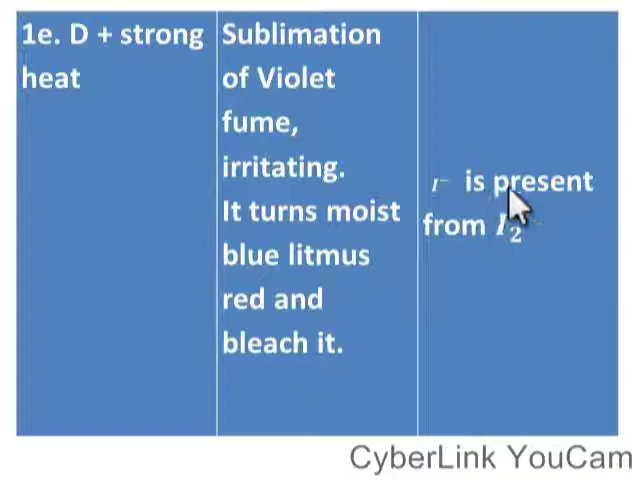 1e. D + strong
heat
Sublimation
of Violet
fume,
irritating.
It turns moist
blue litmus
red and
bleach it.
I⁻ is present
from I₂
CyberLink YouCam